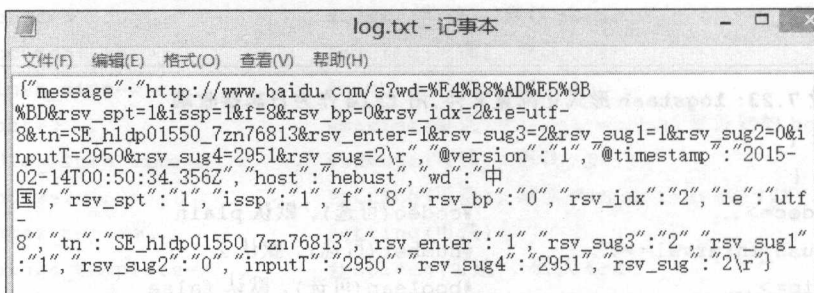 log.txt - 记事本
文件(F) 编辑(E) 格式(O) 查看(V) 帮助(H)
{"message":"http://www.baidu.com/s?wd=%E4%B8%AD%E5%9B
%BD&rsv_spt=1&issp=1&f=8&rsv_bp=0&rsv_idx=2&ie=utf-
8&tn=SE_hldp01550_7zn76813&rsv_enter=1&rsv_sug3=2&rsv_sug1=1&rsv_sug2=0&i
nputT=2950&rsv_sug4=2951&rsv_sug=2\r","@version":"1","@timestamp":"2015-
02-14T00:50:34.356Z","host":"hebust","wd":"中
国","rsv_spt":"1","issp":"1","f":"8","rsv_bp":"0","rsv_idx":"2","ie":"utf
-
8","tn":"SE_hldp01550_7zn76813","rsv_enter":"1","rsv_sug3":"2","rsv_sug1"
:"1","rsv_sug2":"0","inputT":"2950","rsv_sug4":"2951","rsv_sug":"2\r"}